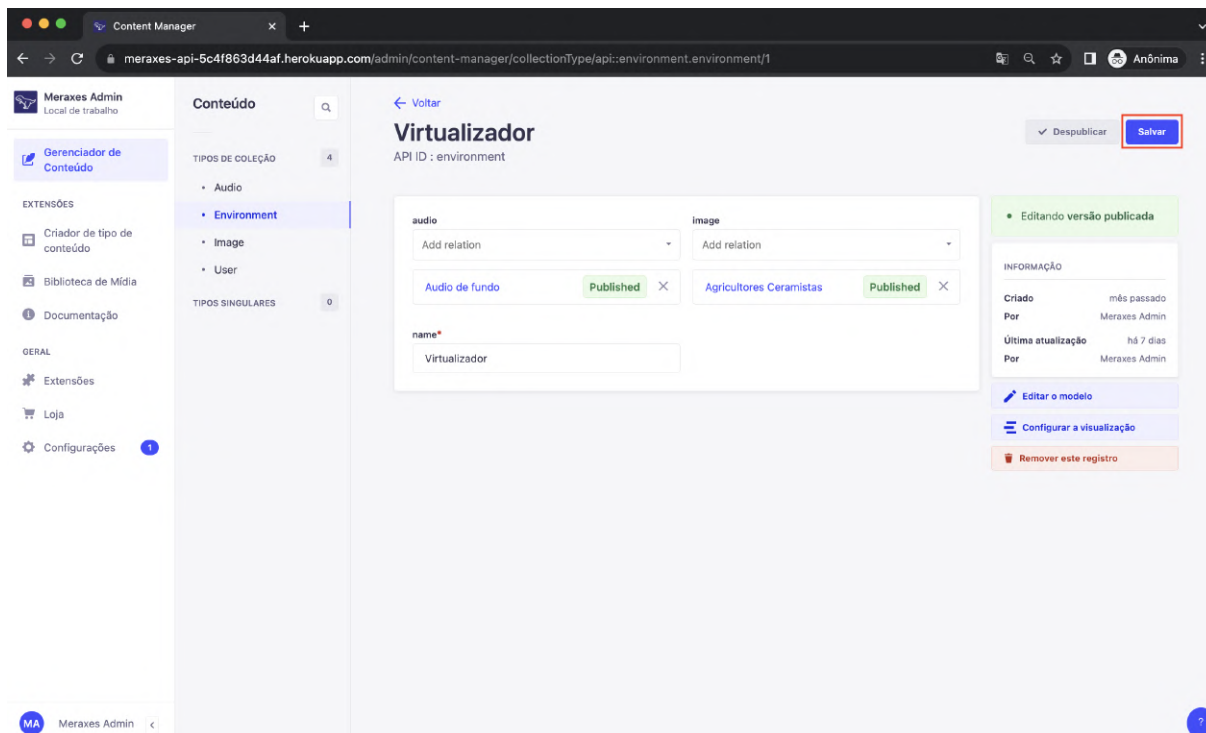 Content Manager
meraxes-api-5c4f863d44af.herokuapp.com/admin/content-manager/collectionType/api::environment.environment/1
Anônima
Meraxes Admin
Local de trabalho
Gerenciador de
Conteúdo
EXTENSÕES
Criador de tipo de
conteúdo
Biblioteca de Mídia
Documentação
GERAL
Extensões
Loja
Configurações
1
MA
Meraxes Admin
Conteúdo
TIPOS DE COLEÇÃO
4
Audio
Environment
Image
User
TIPOS SINGULARES
0
Voltar
Virtualizador
API ID : environment
Despublicar
Salvar
audio
Add relation
Audio de fundo
Published
image
Add relation
Agricultores Ceramistas
Published
name*
Virtualizador
Editando versão publicada
INFORMAÇÃO
Criado mês passado
Por Meraxes Admin
Última atualização há 7 dias
Por Meraxes Admin
Editar o modelo
Configurar a visualização
Remover este registro
?